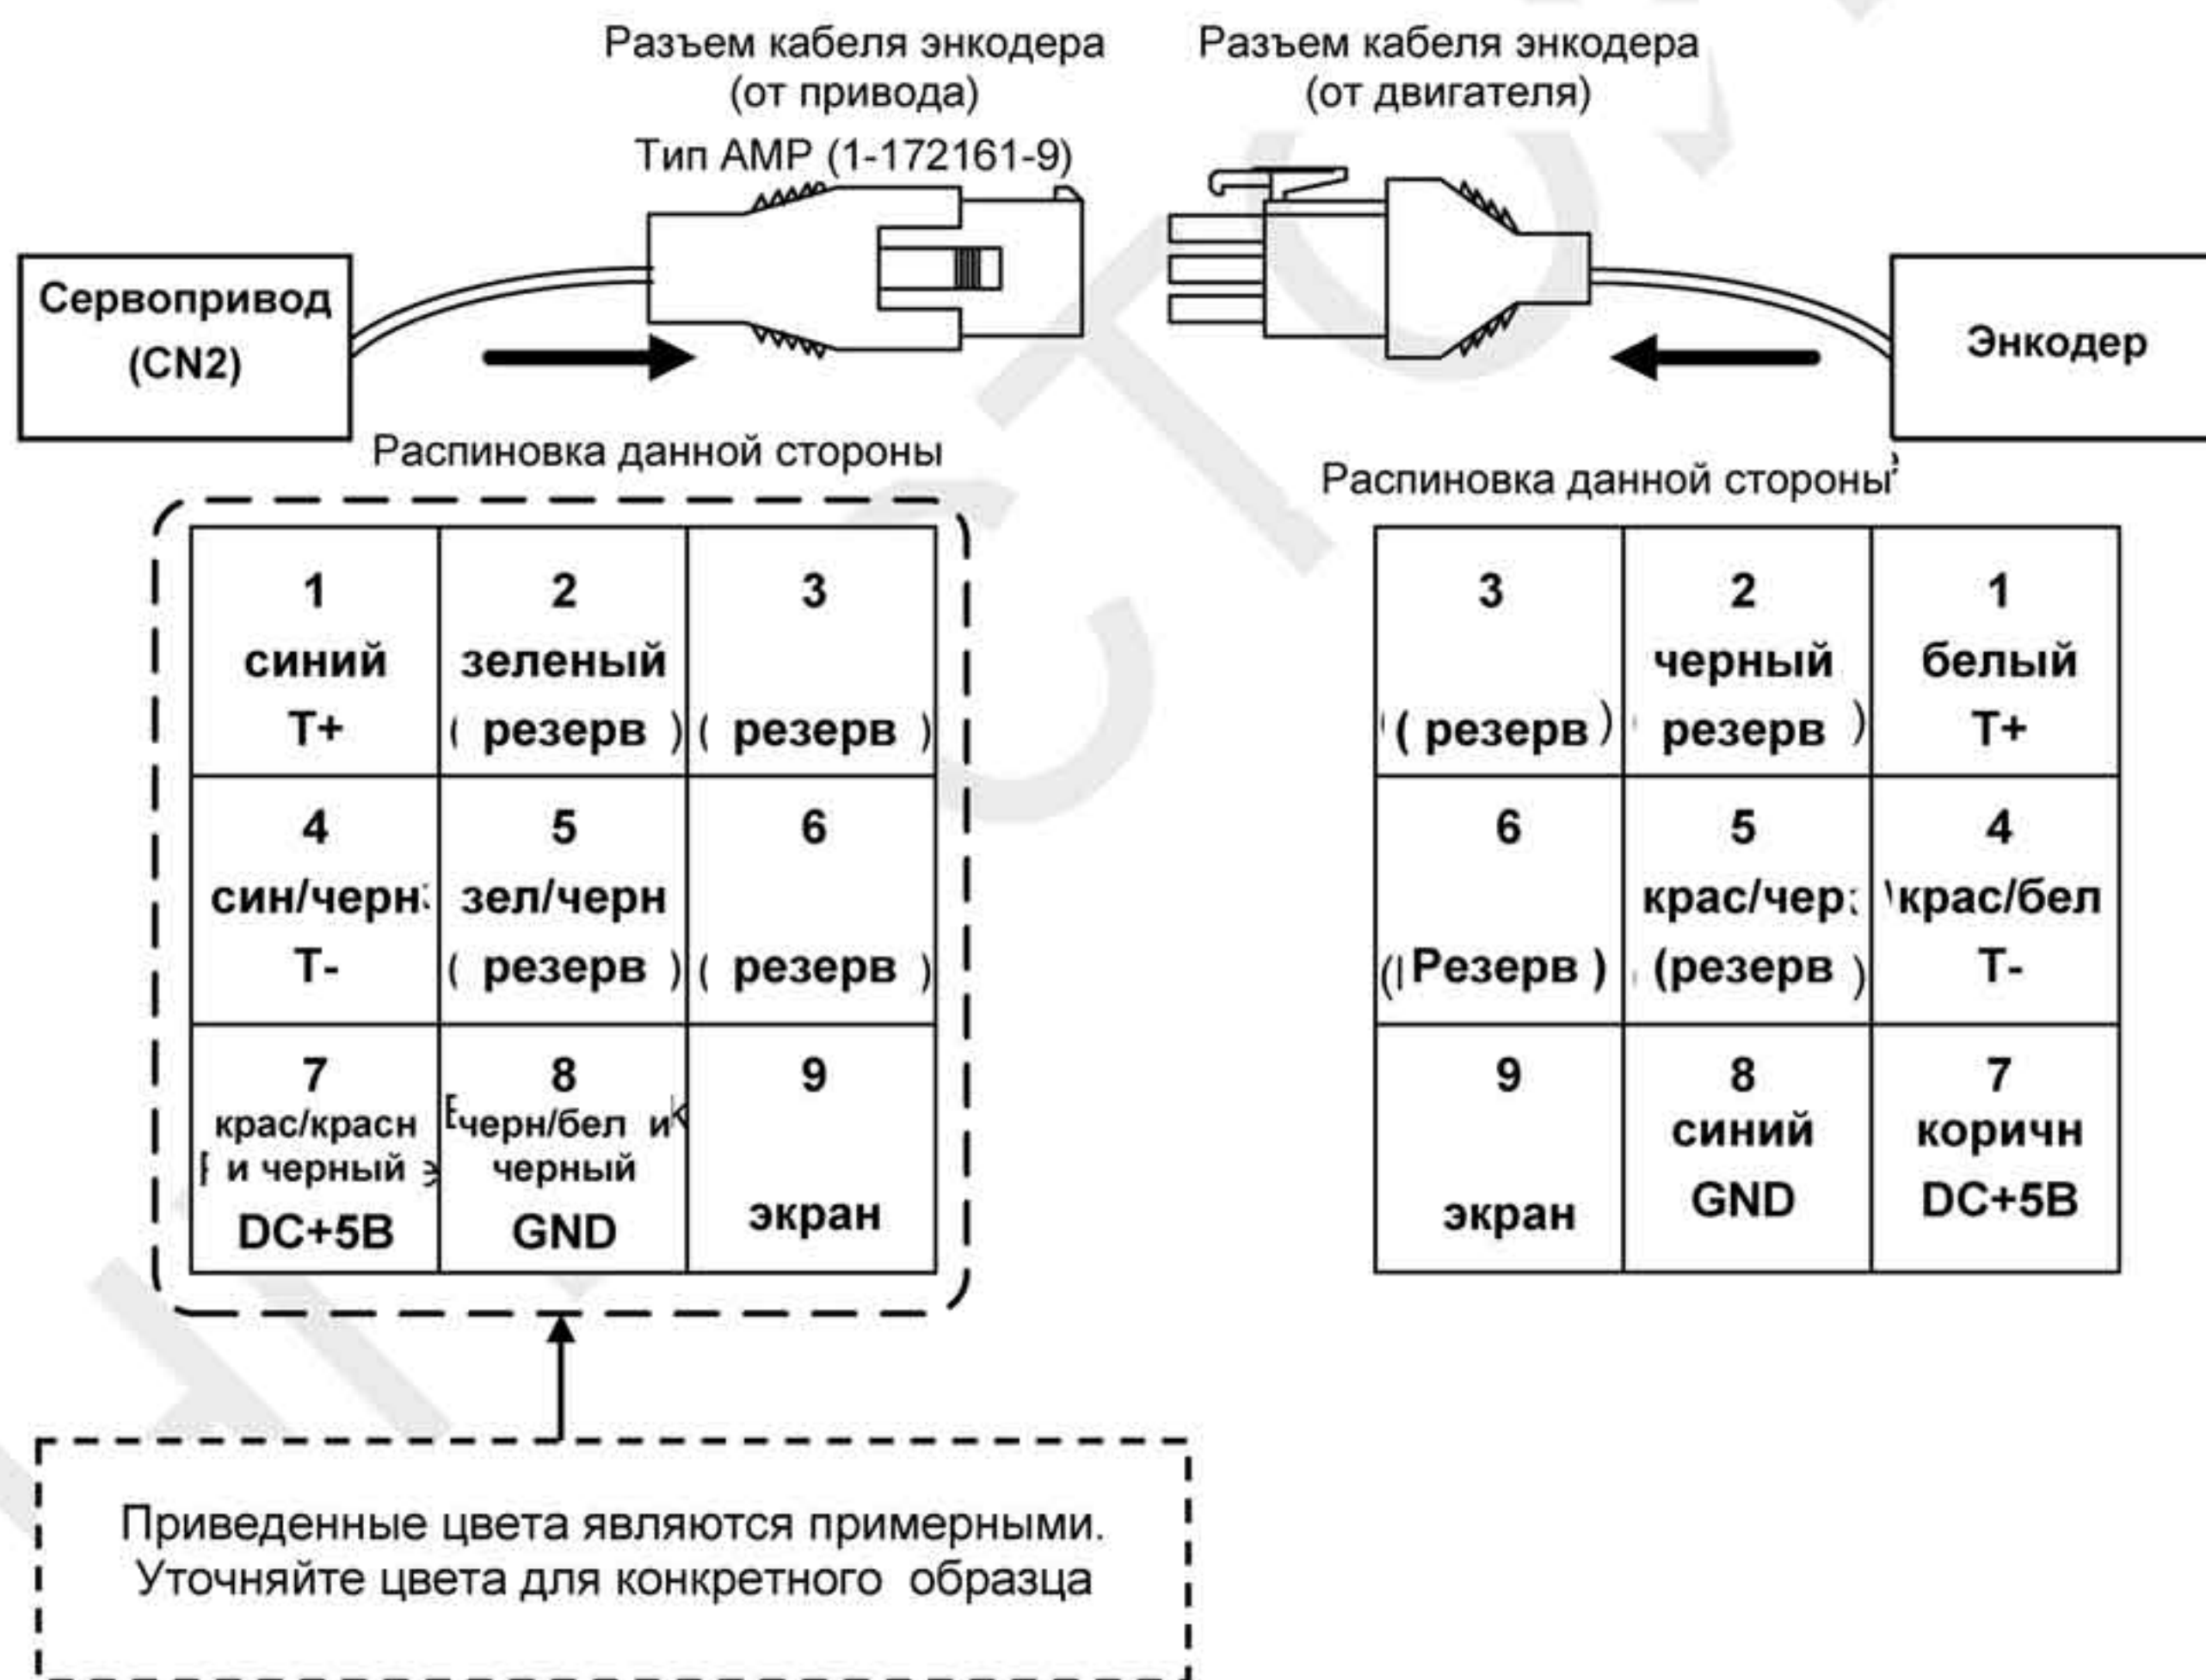 Разъем кабеля энкодера
(от привода)
Тип AMP (1-172161-9)
Разъем кабеля энкодера
(от двигателя)
Сервопривод
(CN2)
Энкодер
Распиновка данной стороны
Распиновка данной стороны
1
синий
T+
2
зеленый
( резерв )
3
( резерв )
4
син/черн
T-
5
зел/черн
( резерв )
6
( резерв )
7
крас/красн
и черный
DC+5В
8
черн/бел и
черный
GND
9
экран
3
( резерв )
2
черный
резерв )
1
белый
T+
6
( Резерв )
5
крас/чер
(резерв )
4
крас/бел
T-
9
экран
8
синий
GND
7
коричн
DC+5В
Приведенные цвета являются примерными.
Уточняйте цвета для конкретного образца